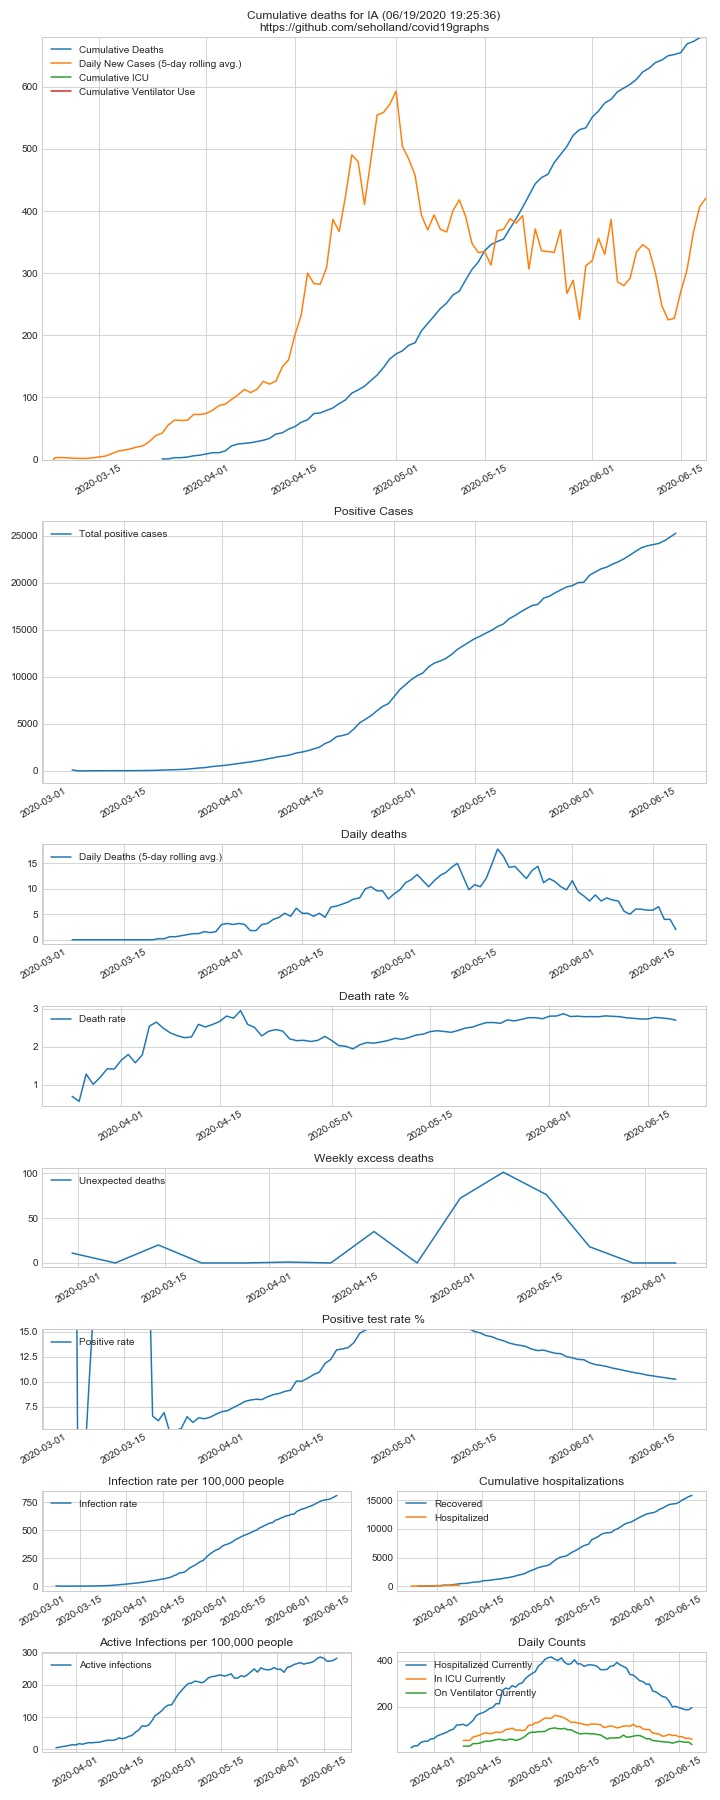 Cumulative deaths for IA (06/19/2020 19:25:36)
https://github.com/seholland/covid19graphs
Cumulative Deaths
Daily New Cases (5-day rolling avg.)
Cumulative ICU
Cumulative Ventilator Use
600
500
400
300
200
100
0
2020-03-15 2020-04-01 2020-04-15 2020-05-01 2020-05-15 2020-06-01 2020-06-15
Positive Cases
Total positive cases
25000
20000
15000
10000
5000
0
2020-03-01 2020-03-15 2020-04-01 2020-04-15 2020-05-01 2020-05-15 2020-06-01 2020-06-15
Daily deaths
Daily Deaths (5-day rolling avg.)
15
10
5
0
2020-03-01 2020-03-15 2020-04-01 2020-04-15 2020-05-01 2020-05-15 2020-06-01 2020-06-15
Death rate %
Death rate
3
2
1
2020-04-01 2020-04-15 2020-05-01 2020-05-15 2020-06-01 2020-06-15
Weekly excess deaths
Unexpected deaths
100
50
0
2020-03-01 2020-03-15 2020-04-01 2020-04-15 2020-05-01 2020-05-15 2020-06-01
Positive test rate %
Positive rate
15.0
12.5
10.0
7.5
2020-03-01 2020-03-15 2020-04-01 2020-04-15 2020-05-01 2020-05-15 2020-06-01 2020-06-15
Infection rate per 100,000 people
Infection rate
750
500
250
0
2020-03-01 2020-03-15 2020-04-01 2020-04-15 2020-05-01 2020-05-15 2020-06-01 2020-06-15
Cumulative hospitalizations
Recovered
Hospitalized
15000
10000
5000
0
2020-04-01 2020-04-15 2020-05-01 2020-05-15 2020-06-01 2020-06-15
Active Infections per 100,000 people
Active infections
300
200
100
0
2020-04-01 2020-04-15 2020-05-01 2020-05-15 2020-06-01 2020-06-15
Daily Counts
Hospitalized Currently
In ICU Currently
On Ventilator Currently
400
200
2020-04-01 2020-04-15 2020-05-01 2020-05-15 2020-06-01 2020-06-15